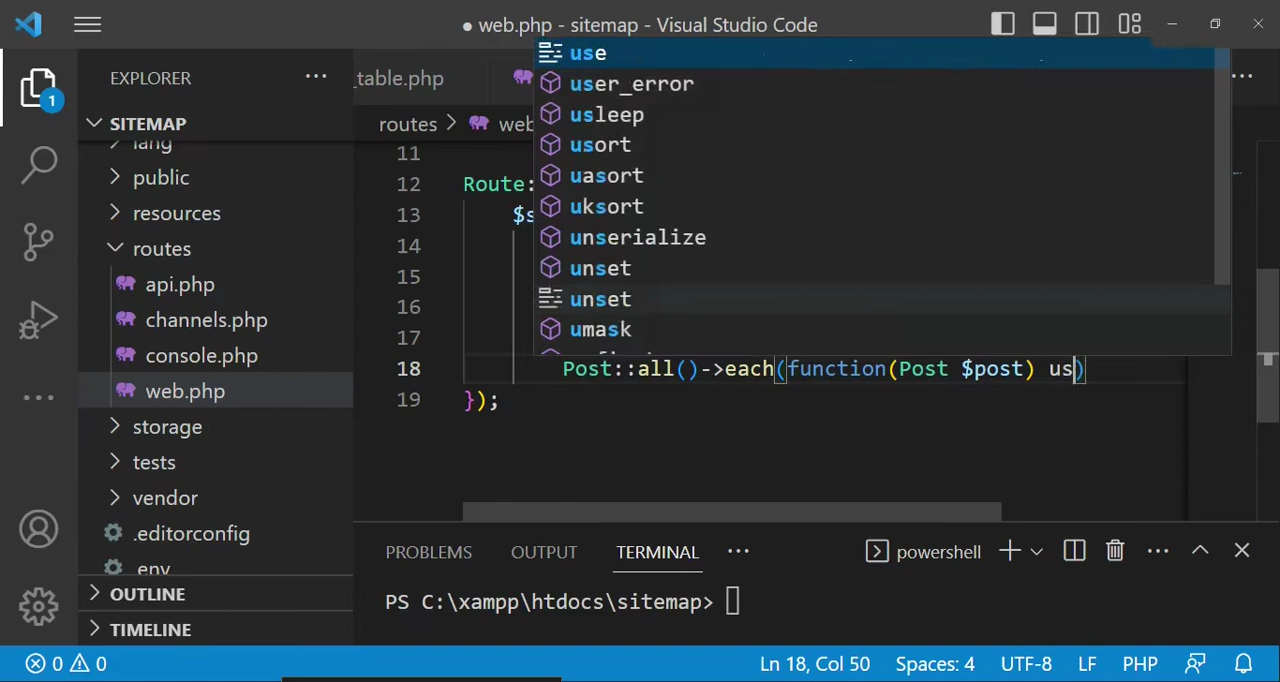 ● web.php - sitemap - Visual Studio Code
EXPLORER
_table.php
SITEMAP
lang
public
resources
routes
api.php
channels.php
console.php
web.php
storage
tests
vendor
.editorconfig
.env
OUTLINE
TIMELINE
1
routes > web
use
user_error
usleep
usort
uasort
uksort
unserialize
unset
unset
umask
11
12 Route:
13 $s
14
15
16
17
18 Post::all()->each(function(Post $post) us)
19 });
PROBLEMS OUTPUT TERMINAL ... powershell
PS C:\xampp\htdocs\sitemap>
0 0 Ln 18, Col 50 Spaces: 4 UTF-8 LF PHP